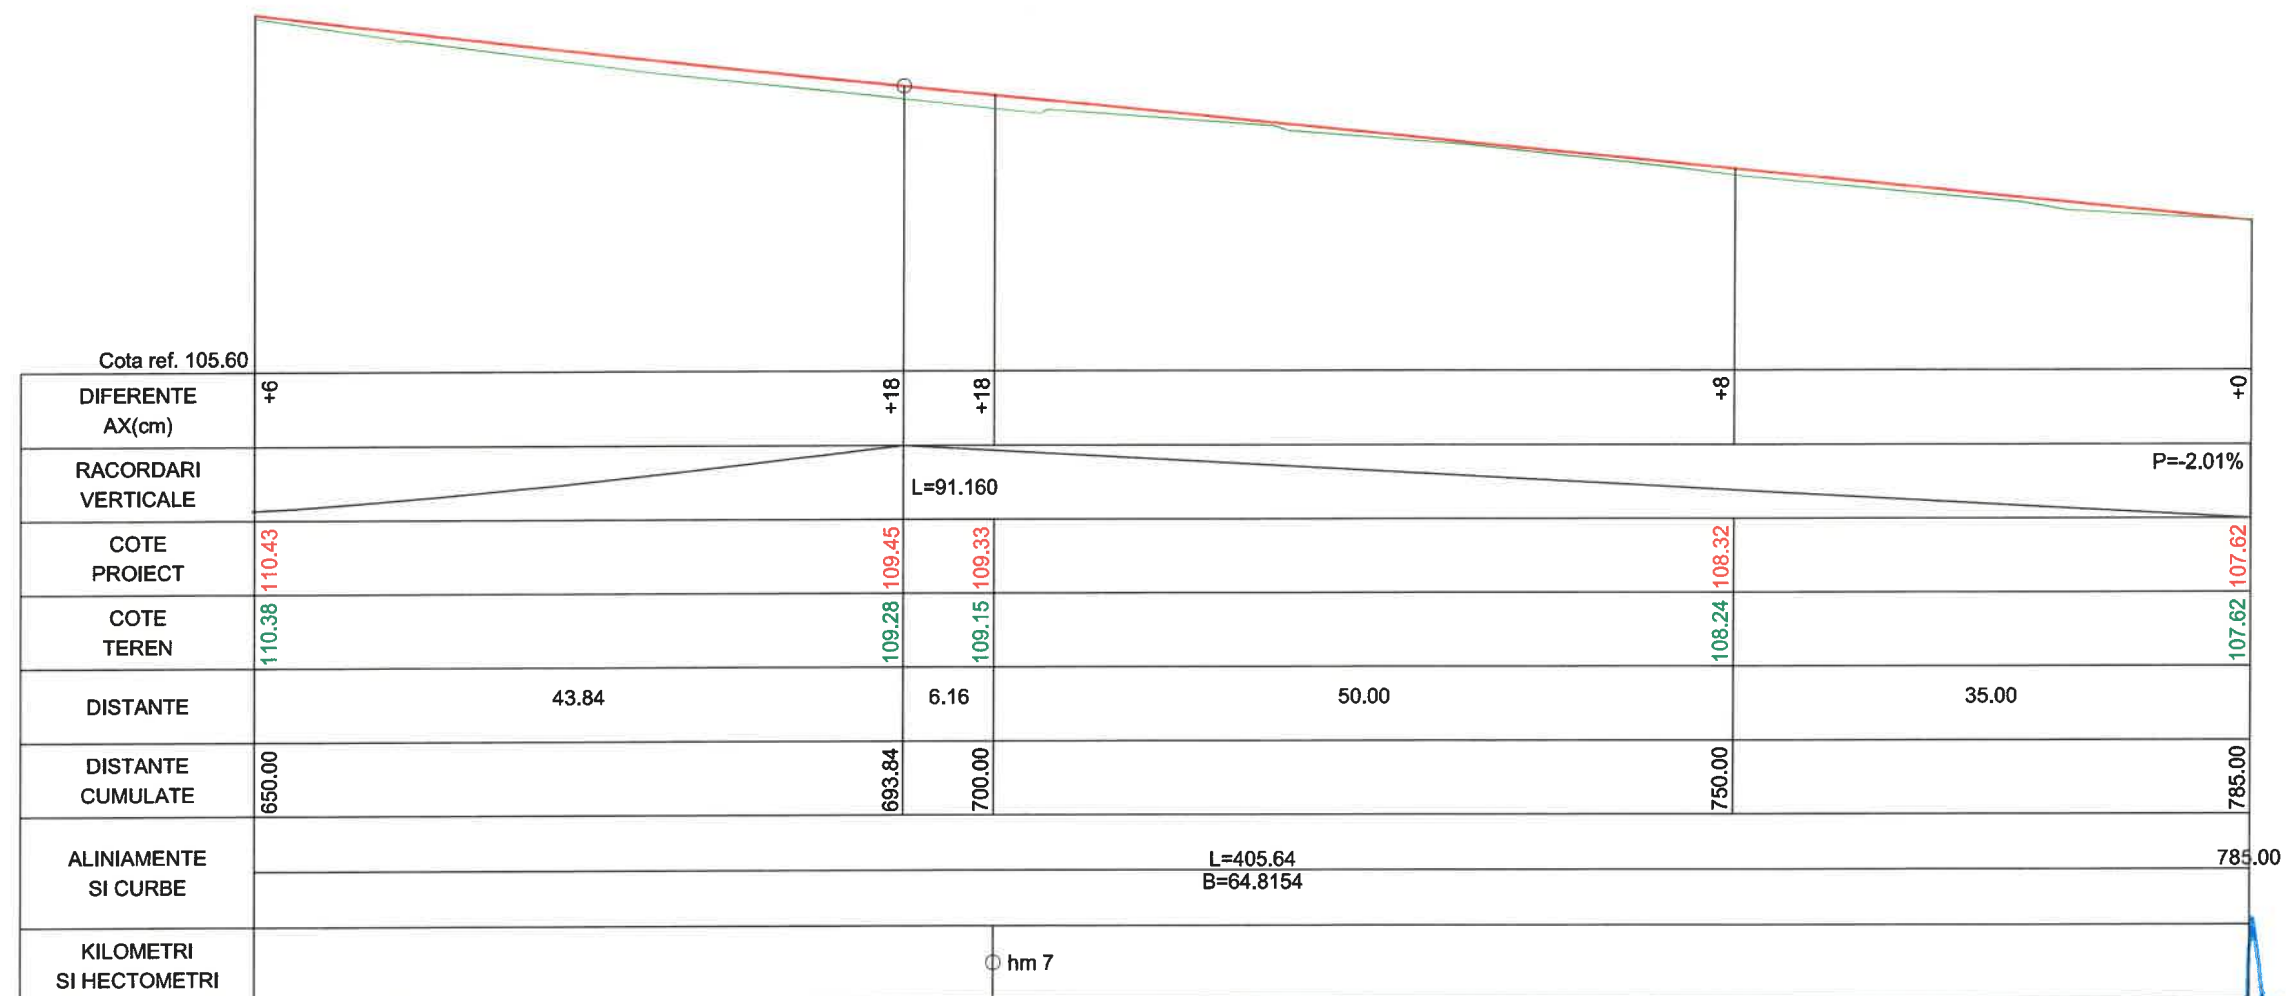 Cota ref. 105.60
DIFERENTE
AX(cm)
+6
+18
+18
+8
+0
RACORDARI
VERTICALE
L=91.160
P=-2.01%
COTE
PROIECT
110.43
109.45
109.33
108.32
107.62
COTE
TEREN
110.38
109.28
109.15
108.24
107.62
DISTANTE
43.84
6.16
50.00
35.00
DISTANTE
CUMULATE
650.00
693.84
700.00
750.00
785.00
ALINIAMENTE
SI CURBE
L=405.64
B=64.8154
785.00
KILOMETRI
SI HECTOMETRI
hm 7